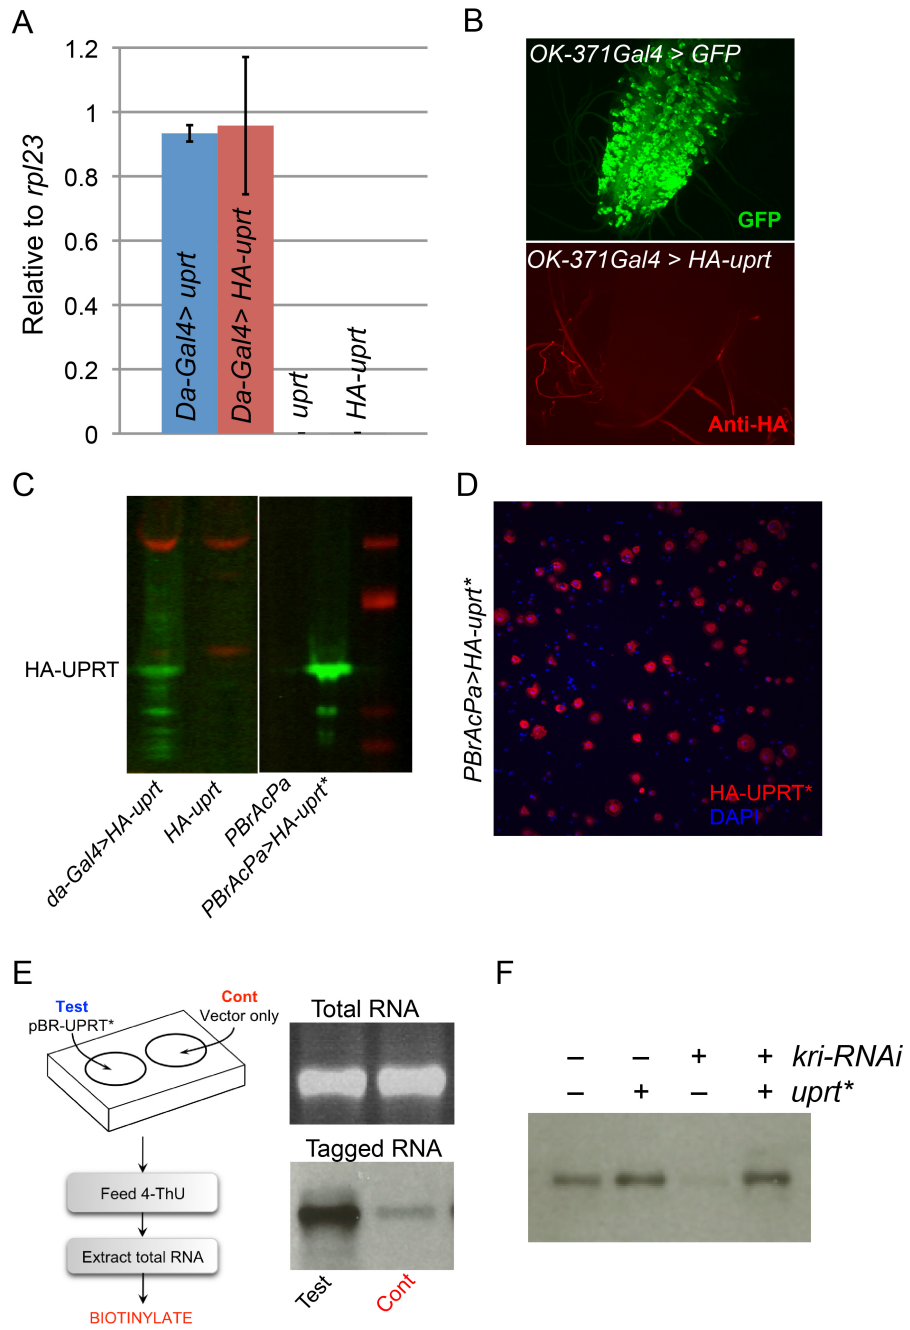 A
1.2
1
0.8
0.6
0.4
0.2
0
Relative to rpl23
Da-Gal4> uprt
Da-Gal4> HA-uprt
uprt
HA-uprt
B
OK-371Gal4 > GFP
GFP
OK-371Gal4 > HA-uprt
Anti-HA
C
HA-UPRT
da-Gal4>HA-uprt
HA-uprt
PBrAcPa
PBrAcPa>HA-uprt*
D
PBrAcPa>HA-uprt*
HA-UPRT*
DAPI
E
Test
pBR-UPRT*
Cont
Vector only
Feed 4-ThU
Extract total RNA
BIOTINYLATE
Total RNA
Tagged RNA
Test
Cont
F
– – + + kri-RNAi
– + – + uprt*